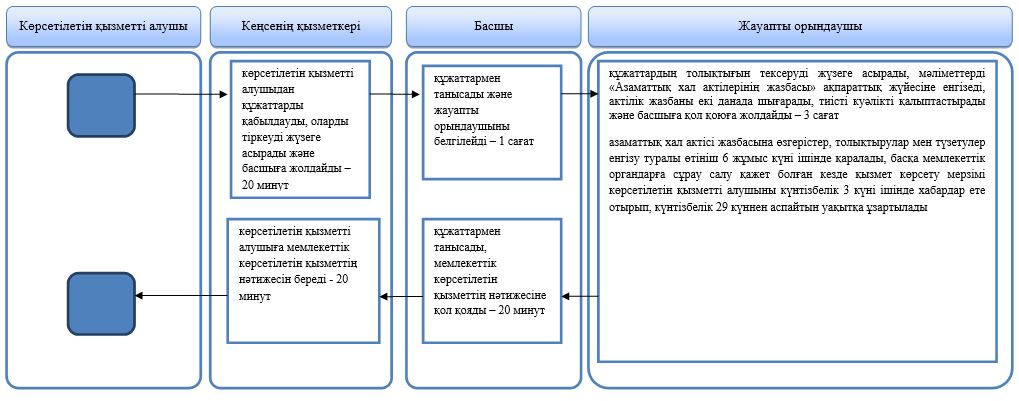 Көрсетілетін қызметті алушы
Кеңсенің қызметкері
Басшы
Жауапты орындаушы
көрсетілетін қызметті
алушыдан
құжаттарды
қабылдауды, оларды
тіркеуді жүзеге
асырады және
басшыға жолдайды –
20 минут
құжаттармен
танысады және
жауапты
орындаушыны
белгілейді – 1 сағат
құжаттардың толықтығын тексеруді жүзеге асырады, мәліметтерді
«Азаматтық хал актілерінің жазбасы» ақпараттық жүйесіне енгізеді,
актілік жазбаны екі данада шығарады, тиісті куәлікті қалыптастырады
және басшыға қол қоюға жолдайды – 3 сағат
азаматтық хал актісі жазбасына өзгерістер, толықтырулар мен түзетулер
енгізу туралы өтініш 6 жұмыс күні ішінде қаралады, басқа мемлекеттік
органдарға сұрау салу қажет болған кезде қызмет көрсету мерзімі
көрсетілетін қызметті алушыны күнтізбелік 3 күні ішінде хабардар ете
отырып, күнтізбелік 29 күннен аспайтын уақытқа ұзартылады
көрсетілетін қызметті
алушыға мемлекеттік
көрсетілетін қызметтің
нәтижесін береді - 20
минут
құжаттармен
танысады,
мемлекеттік
көрсетілетін
қызметтің нәтижесіне
қол қояды – 20 минут